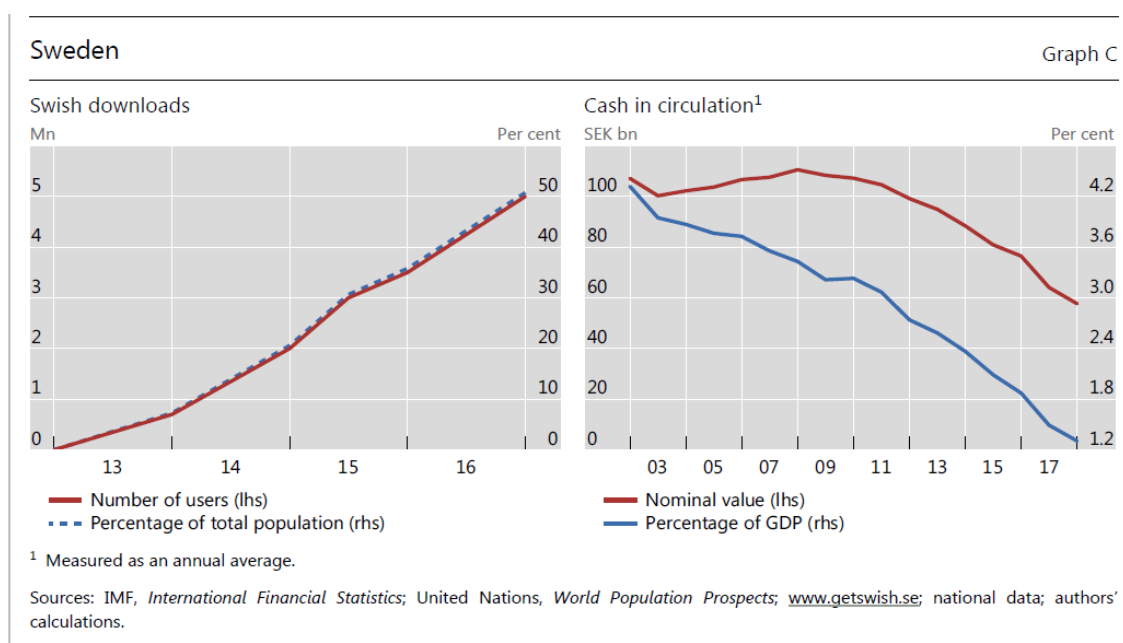 Sweden
Graph C
Swish downloads
Cash in circulation¹
Mn
Per cent
SEK bn
Per cent
5
50
100
4.2
4
40
80
3.6
3
30
60
3.0
2
20
40
2.4
1
10
20
1.8
0
0
0
1.2
13 14 15 16
03 05 07 09 11 13 15 17
Number of users (lhs)
Percentage of total population (rhs)
Nominal value (lhs)
Percentage of GDP (rhs)
¹ Measured as an annual average.
Sources: IMF, International Financial Statistics; United Nations, World Population Prospects; www.getswish.se; national data; authors’
calculations.